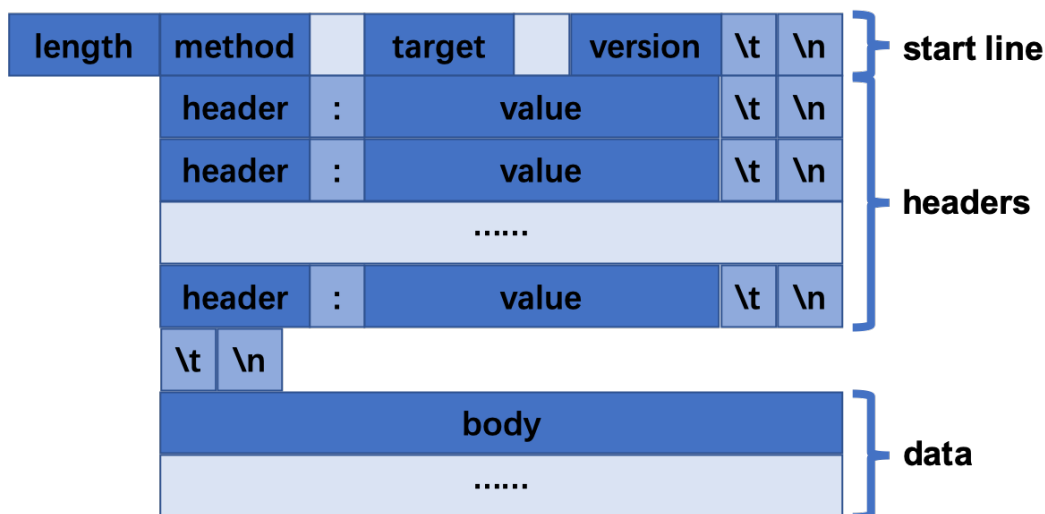 length method target version \t \n start line
header : value \t \n
header : value \t \n
headers
......
header : value \t \n
\t \n
body
data
......